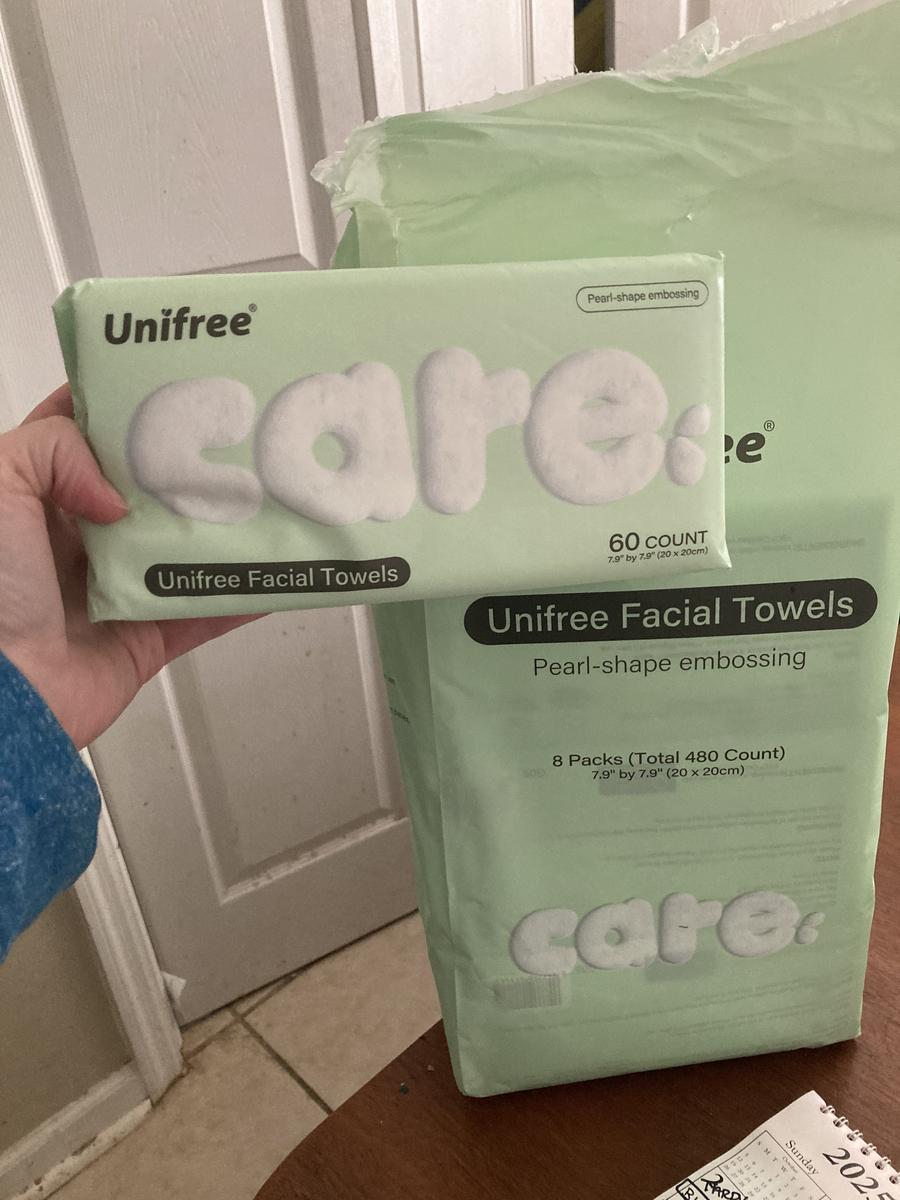 Unifree®
Pearl-shape embossing
care.
60 COUNT
7.9" by 7.9" (20 x 20cm)
Unifree Facial Towels
ee®
Unifree Facial Towels
Pearl-shape embossing
8 Packs (Total 480 Count)
7.9" by 7.9" (20 x 20cm)
care.
2025
Sunday
October
S M T W